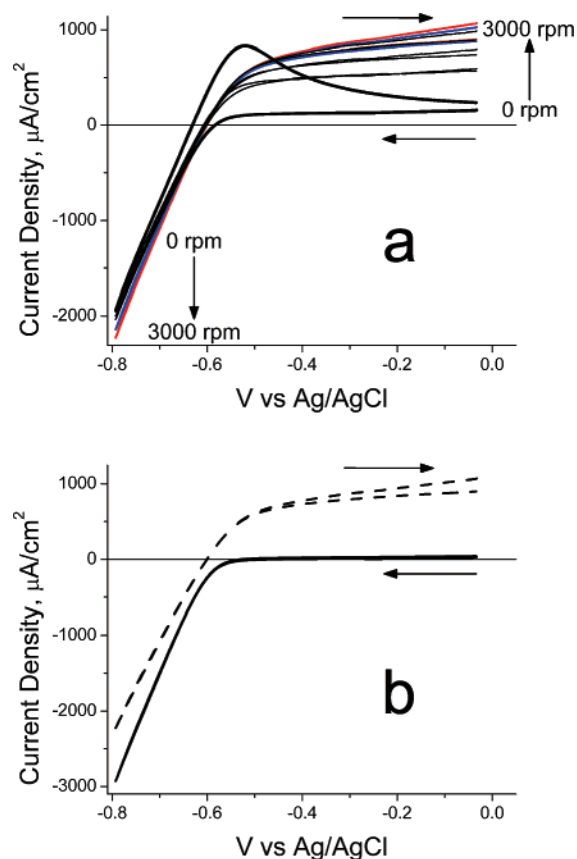 1000
0
-1000
-2000
Current Density, µA/cm²
3000 rpm
0 rpm
0 rpm
3000 rpm
a
-0.8
-0.6
-0.4
-0.2
0.0
V vs Ag/AgCl
1000
0
-1000
-2000
-3000
Current Density, µA/cm²
b
-0.8
-0.6
-0.4
-0.2
0.0
V vs Ag/AgCl